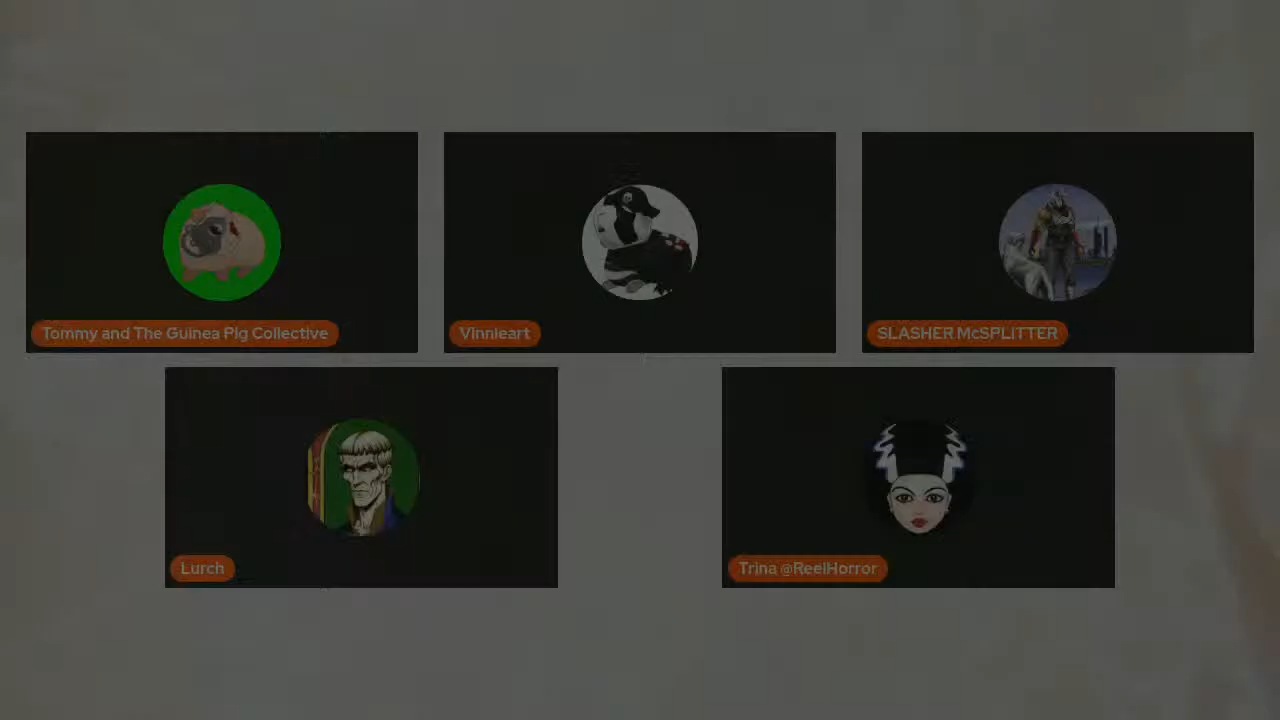 Tommy and The Guinea Pig Collective
Vinnieart
SLASHER McSPLITTER
Lurch
Trina @ReelHorror